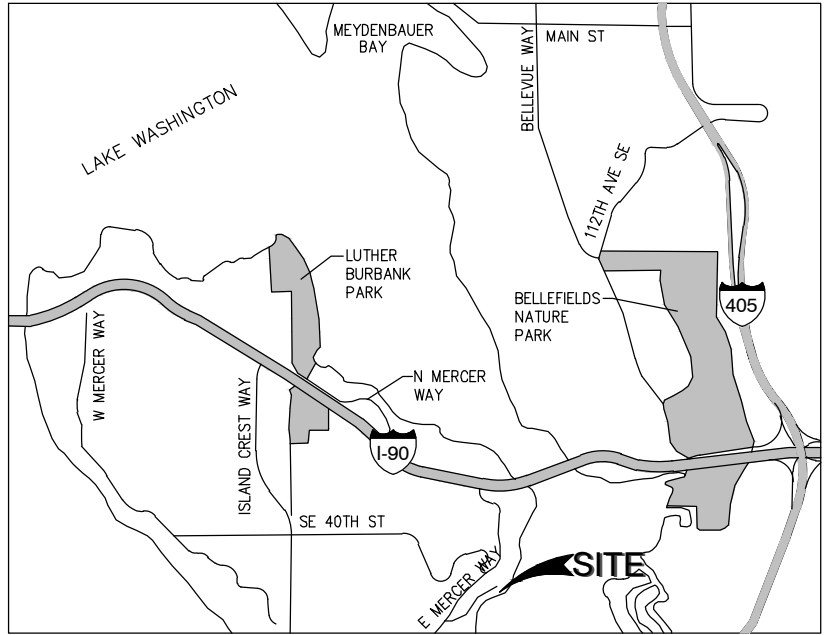 MEYDENBAUER
BAY
BELLEVUE WAY
MAIN ST
LAKE WASHINGTON
112TH AVE SE
LUTHER
BURBANK
PARK
BELLEFIELDS
NATURE
PARK
405
W MERCER WAY
N MERCER
WAY
ISLAND CREST WAY
I-90
SE 40TH ST
E MERCER WAY
SITE